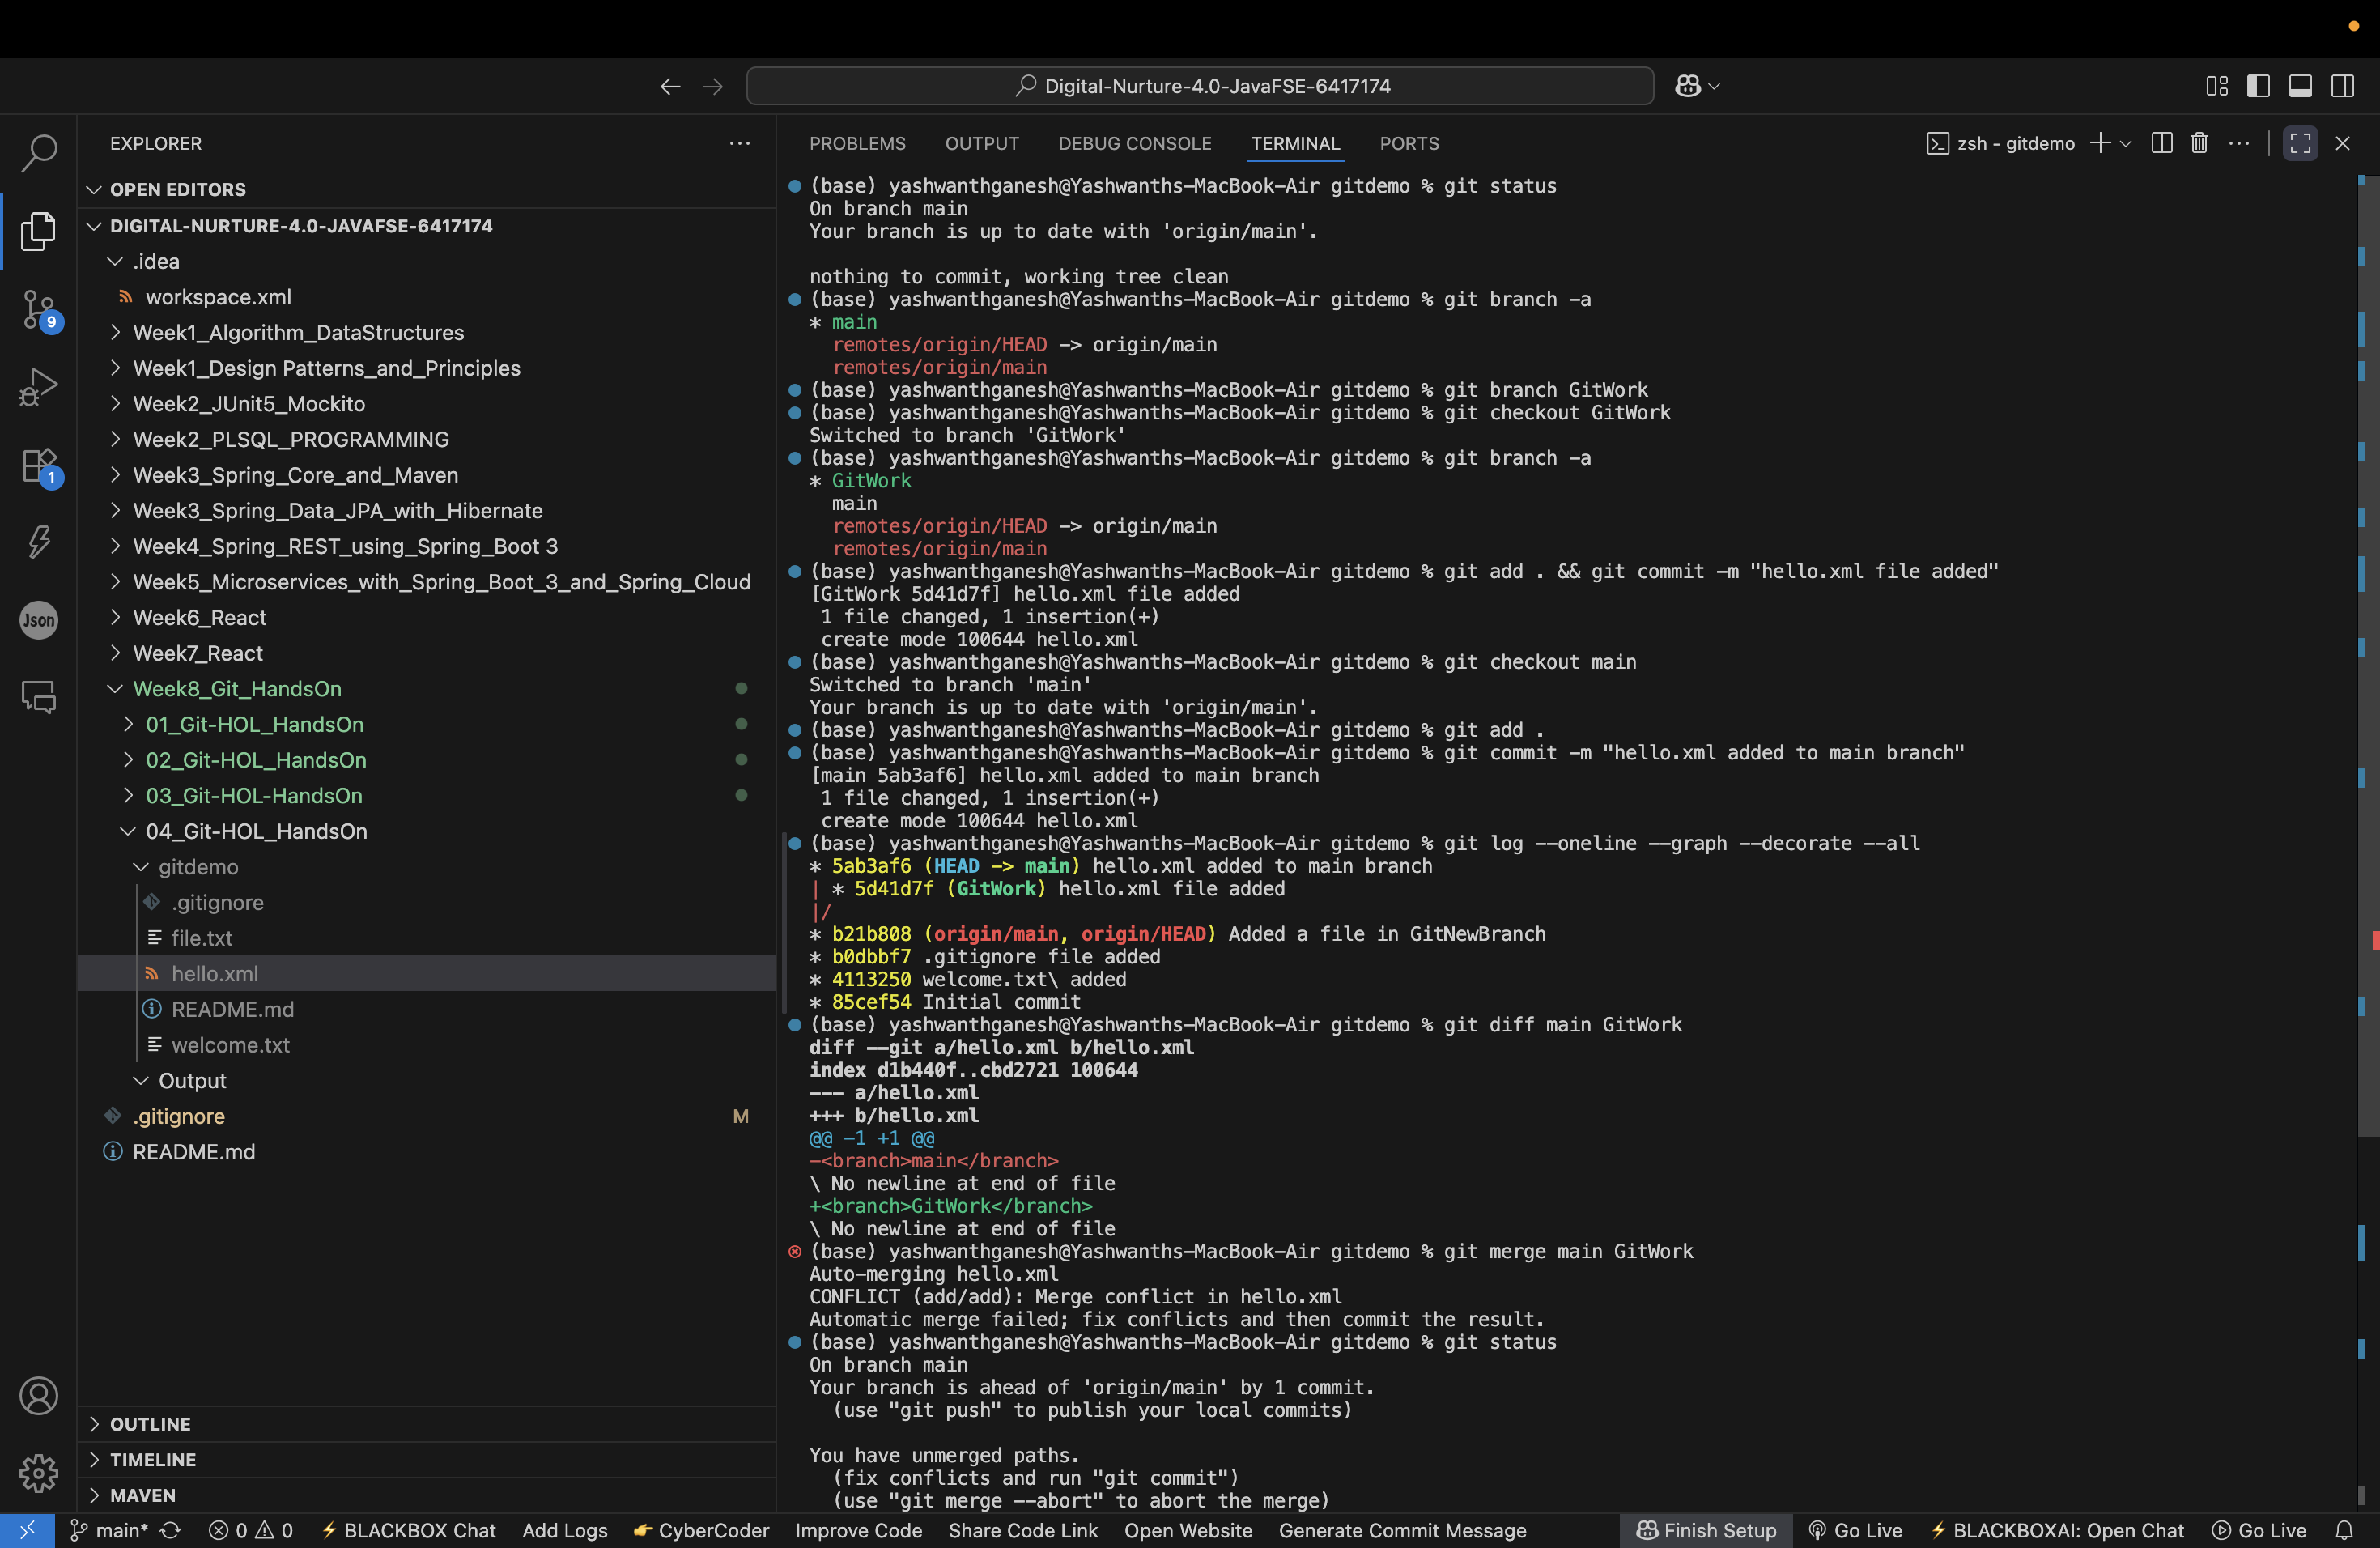 Digital-Nurture-4.0-JavaFSE-6417174
EXPLORER
OPEN EDITORS
DIGITAL-NURTURE-4.0-JAVAFSE-6417174
.idea
workspace.xml
Week1_Algorithm_DataStructures
Week1_Design Patterns_and_Principles
Week2_JUnit5_Mockito
Week2_PLSQL_PROGRAMMING
Week3_Spring_Core_and_Maven
Week3_Spring_Data_JPA_with_Hibernate
Week4_Spring_REST_using_Spring_Boot 3
Week5_Microservices_with_Spring_Boot_3_and_Spring_Cloud
Week6_React
Week7_React
Week8_Git_HandsOn
01_Git-HOL_HandsOn
02_Git-HOL_HandsOn
03_Git-HOL-HandsOn
04_Git-HOL_HandsOn
gitdemo
.gitignore
file.txt
hello.xml
README.md
welcome.txt
Output
.gitignore M
README.md
OUTLINE
TIMELINE
MAVEN
9
1
Json
PROBLEMS OUTPUT DEBUG CONSOLE TERMINAL PORTS
zsh - gitdemo
(base) yashwanthganesh@Yashwanths-MacBook-Air gitdemo % git status
On branch main
Your branch is up to date with 'origin/main'.
nothing to commit, working tree clean
(base) yashwanthganesh@Yashwanths-MacBook-Air gitdemo % git branch -a
* main
remotes/origin/HEAD -> origin/main
remotes/origin/main
(base) yashwanthganesh@Yashwanths-MacBook-Air gitdemo % git branch GitWork
(base) yashwanthganesh@Yashwanths-MacBook-Air gitdemo % git checkout GitWork
Switched to branch 'GitWork'
(base) yashwanthganesh@Yashwanths-MacBook-Air gitdemo % git branch -a
* GitWork
main
remotes/origin/HEAD -> origin/main
remotes/origin/main
(base) yashwanthganesh@Yashwanths-MacBook-Air gitdemo % git add . && git commit -m "hello.xml file added"
[GitWork 5d41d7f] hello.xml file added
1 file changed, 1 insertion(+)
create mode 100644 hello.xml
(base) yashwanthganesh@Yashwanths-MacBook-Air gitdemo % git checkout main
Switched to branch 'main'
Your branch is up to date with 'origin/main'.
(base) yashwanthganesh@Yashwanths-MacBook-Air gitdemo % git add .
(base) yashwanthganesh@Yashwanths-MacBook-Air gitdemo % git commit -m "hello.xml added to main branch"
[main 5ab3af6] hello.xml added to main branch
1 file changed, 1 insertion(+)
create mode 100644 hello.xml
(base) yashwanthganesh@Yashwanths-MacBook-Air gitdemo % git log --oneline --graph --decorate --all
* 5ab3af6 (HEAD -> main) hello.xml added to main branch
| * 5d41d7f (GitWork) hello.xml file added
|/
* b21b808 (origin/main, origin/HEAD) Added a file in GitNewBranch
* b0dbbf7 .gitignore file added
* 4113250 welcome.txt\ added
* 85cef54 Initial commit
(base) yashwanthganesh@Yashwanths-MacBook-Air gitdemo % git diff main GitWork
diff --git a/hello.xml b/hello.xml
index d1b440f..cbd2721 100644
--- a/hello.xml
+++ b/hello.xml
@@ -1 +1 @@
-<branch>main</branch>
\ No newline at end of file
+<branch>GitWork</branch>
\ No newline at end of file
(base) yashwanthganesh@Yashwanths-MacBook-Air gitdemo % git merge main GitWork
Auto-merging hello.xml
CONFLICT (add/add): Merge conflict in hello.xml
Automatic merge failed; fix conflicts and then commit the result.
(base) yashwanthganesh@Yashwanths-MacBook-Air gitdemo % git status
On branch main
Your branch is ahead of 'origin/main' by 1 commit.
(use "git push" to publish your local commits)
You have unmerged paths.
(fix conflicts and run "git commit")
(use "git merge --abort" to abort the merge)
main* 0 0 BLACKBOX Chat Add Logs CyberCoder Improve Code Share Code Link Open Website Generate Commit Message Finish Setup Go Live BLACKBOXAI: Open Chat Go Live